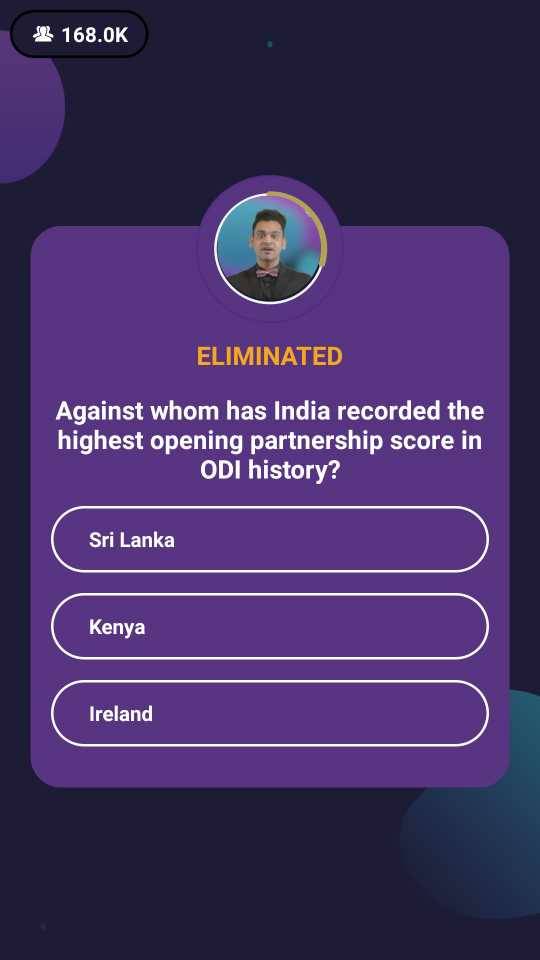 168.0K
ELIMINATED
Against whom has India recorded the
highest opening partnership score in
ODI history?
Sri Lanka
Kenya
Ireland